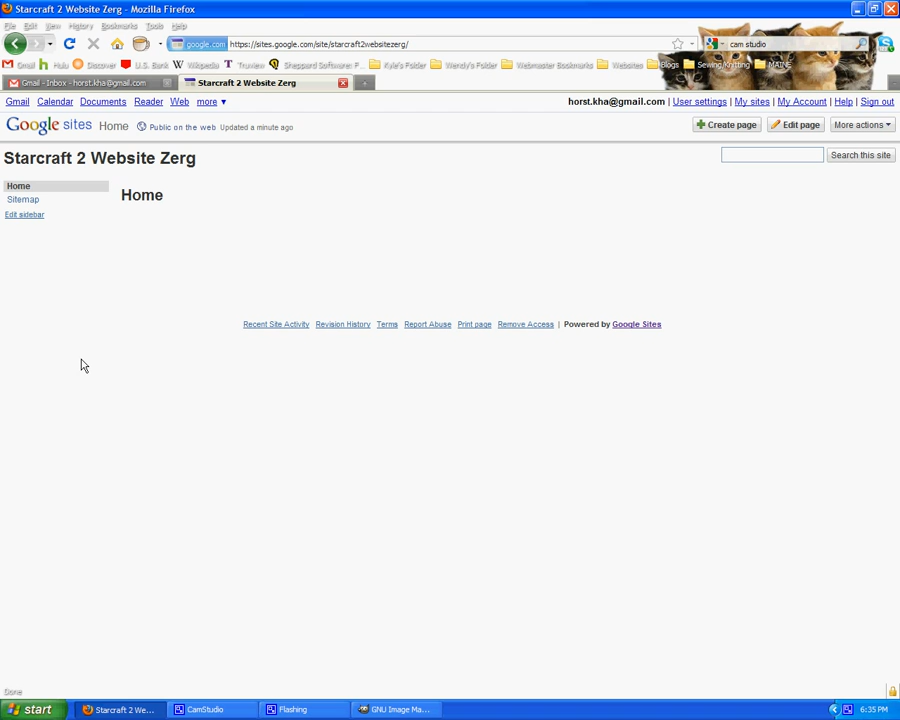 Starcraft 2 Website Zerg - Mozilla Firefox
File Edit View History Bookmarks Tools Help
google.com https://sites.google.com/site/starcraft2websitezerg/ cam studio
Gmail Hulu Discover U.S. Bank Wikipedia Truview Sheppard Software: F... Kyle's Folder Wendy's Folder Webmaster Bookmarks Websites Blogs Sewing/Knitting MAINE
Gmail - Inbox - horst.kha@gmail.com Starcraft 2 Website Zerg
Gmail Calendar Documents Reader Web more ▼ horst.kha@gmail.com | User settings | My sites | My Account | Help | Sign out
Google sites Home Public on the web Updated a minute ago Create page Edit page More actions
Starcraft 2 Website Zerg Search this site
Home
Sitemap
Edit sidebar
Home
Recent Site Activity Revision History Terms Report Abuse Print page Remove Access | Powered by Google Sites
Done
start Starcraft 2 We... CamStudio Flashing GNU Image Ma... 6:35 PM